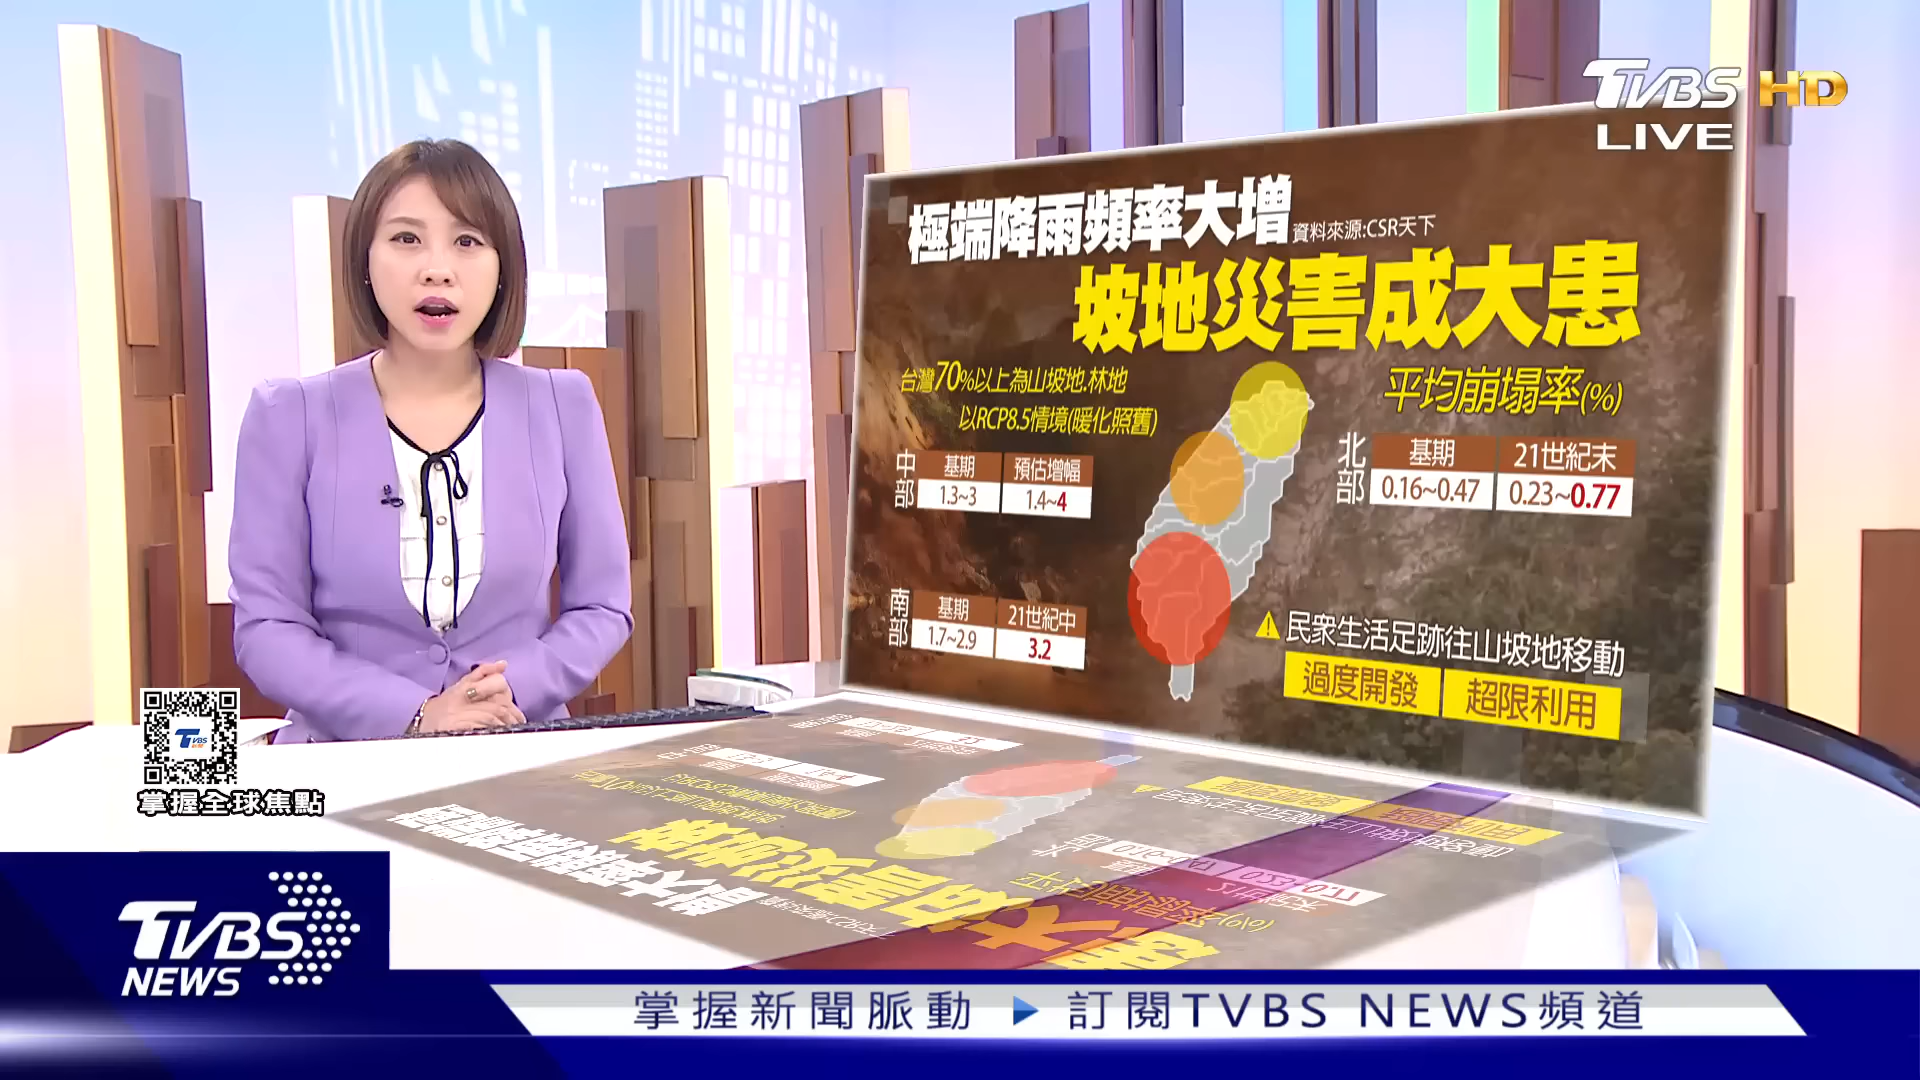 TVBS HD
LIVE
極端降雨頻率大增
資料來源:CSR天下
坡地災害成大患
台灣70%以上為山坡地.林地
以RCP8.5情境(暖化照舊)
平均崩塌率(%)
中部
基期 預估增幅
1.3~3 1.4~4
北部
基期 21世紀末
0.16~0.47 0.23~0.77
南部
基期 21世紀中
1.7~2.9 3.2
民眾生活足跡往山坡地移動
過度開發 超限利用
TVBS 新聞
掌握全球焦點
TVBS
NEWS
掌握新聞脈動 訂閱TVBS NEWS頻道